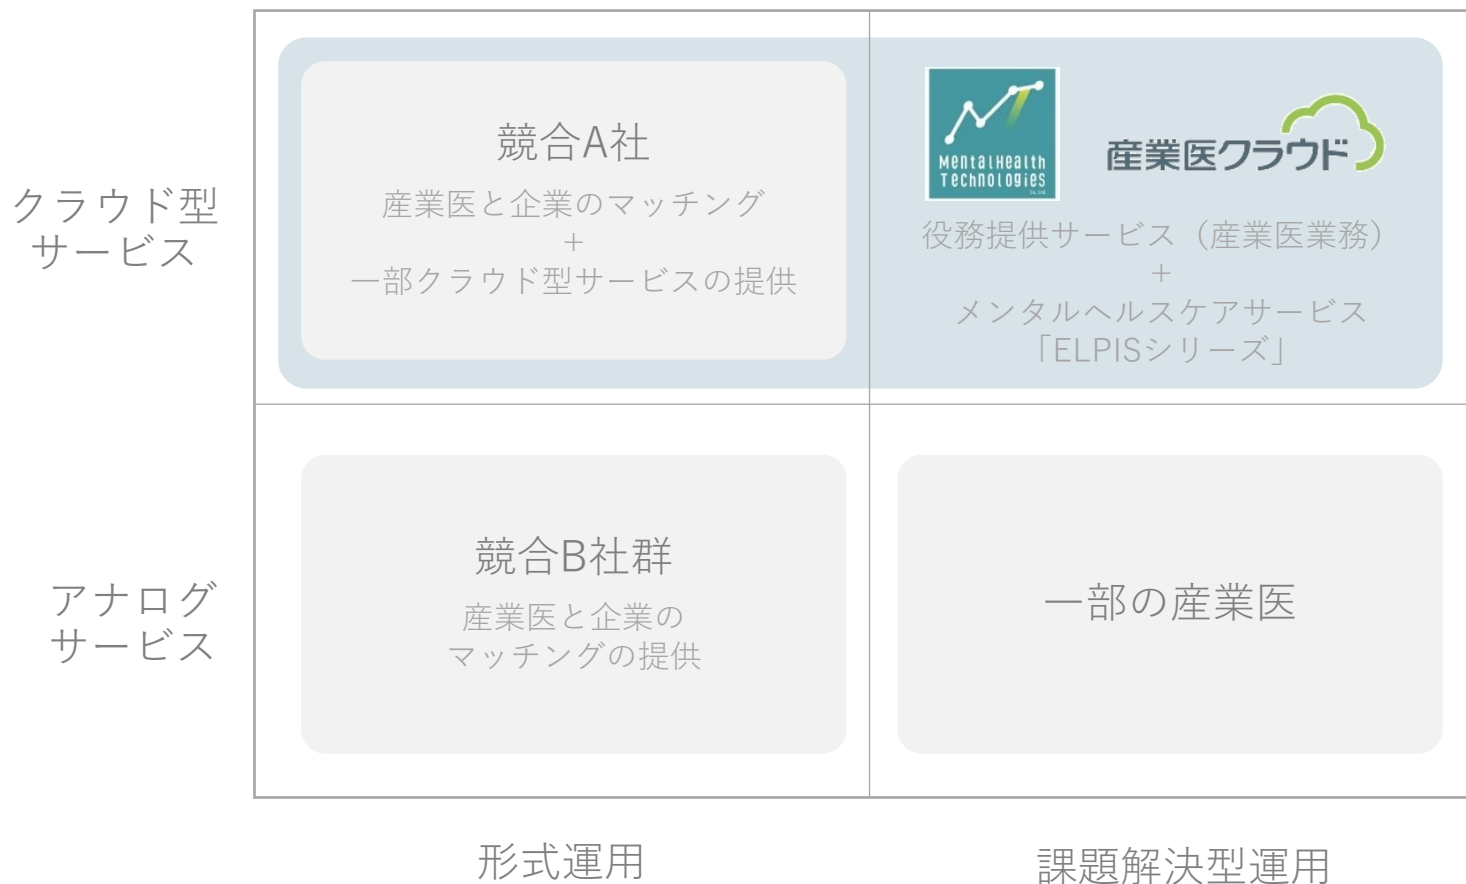 クラウド型
サービス
競合A社
産業医と企業のマッチング
+
一部クラウド型サービスの提供
MentalHealth
Technologies
Co.,Ltd.
産業医クラウド
役務提供サービス（産業医業務）
+
メンタルヘルスケアサービス
「ELPISシリーズ」
アナログ
サービス
競合B社群
産業医と企業の
マッチングの提供
一部の産業医
形式運用
課題解決型運用